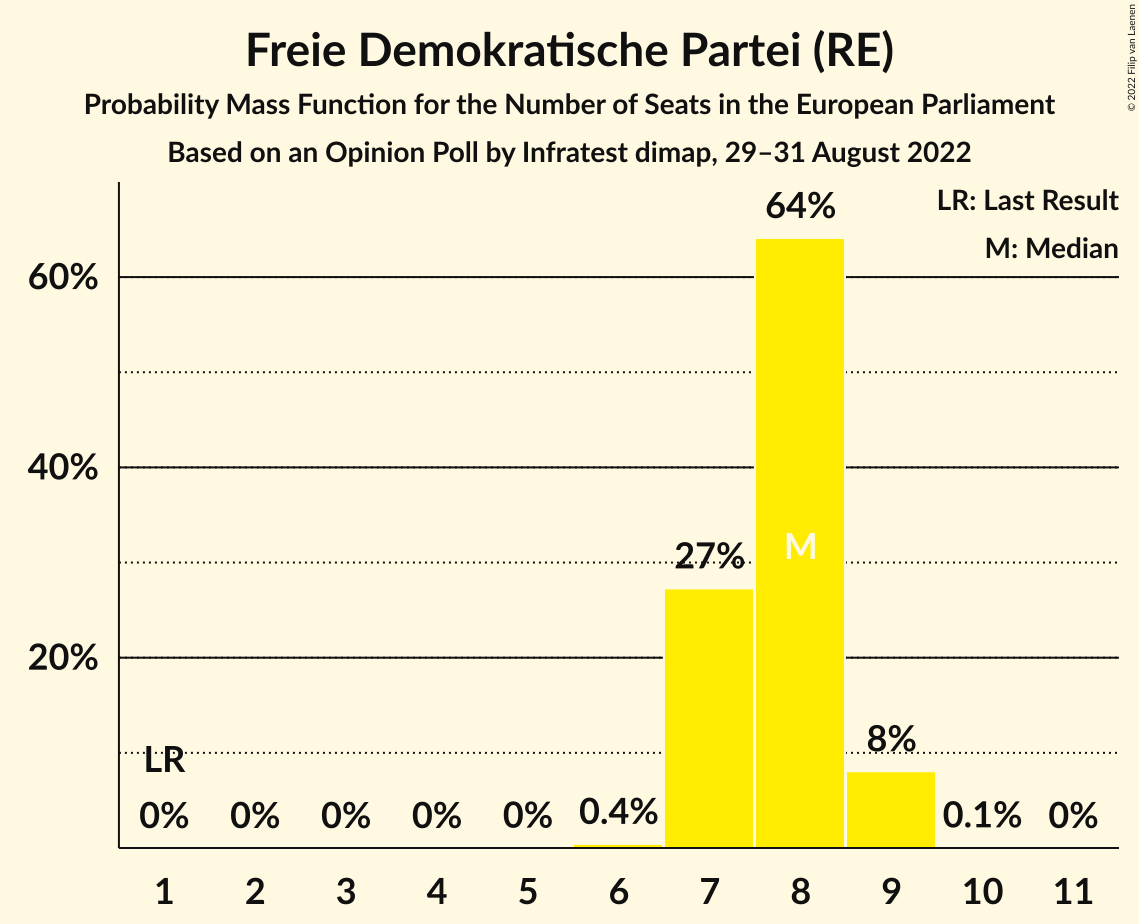 Freie Demokratische Partei (RE)
Probability Mass Function for the Number of Seats in the European Parliament
Based on an Opinion Poll by Infratest dimap, 29–31 August 2022
© 2022 Filip van Laenen
LR: Last Result
M: Median
64%
60%
40%
M
27%
20%
8%
LR
0% 0% 0% 0% 0% 0.4% 0.1% 0%
1 2 3 4 5 6 7 8 9 10 11